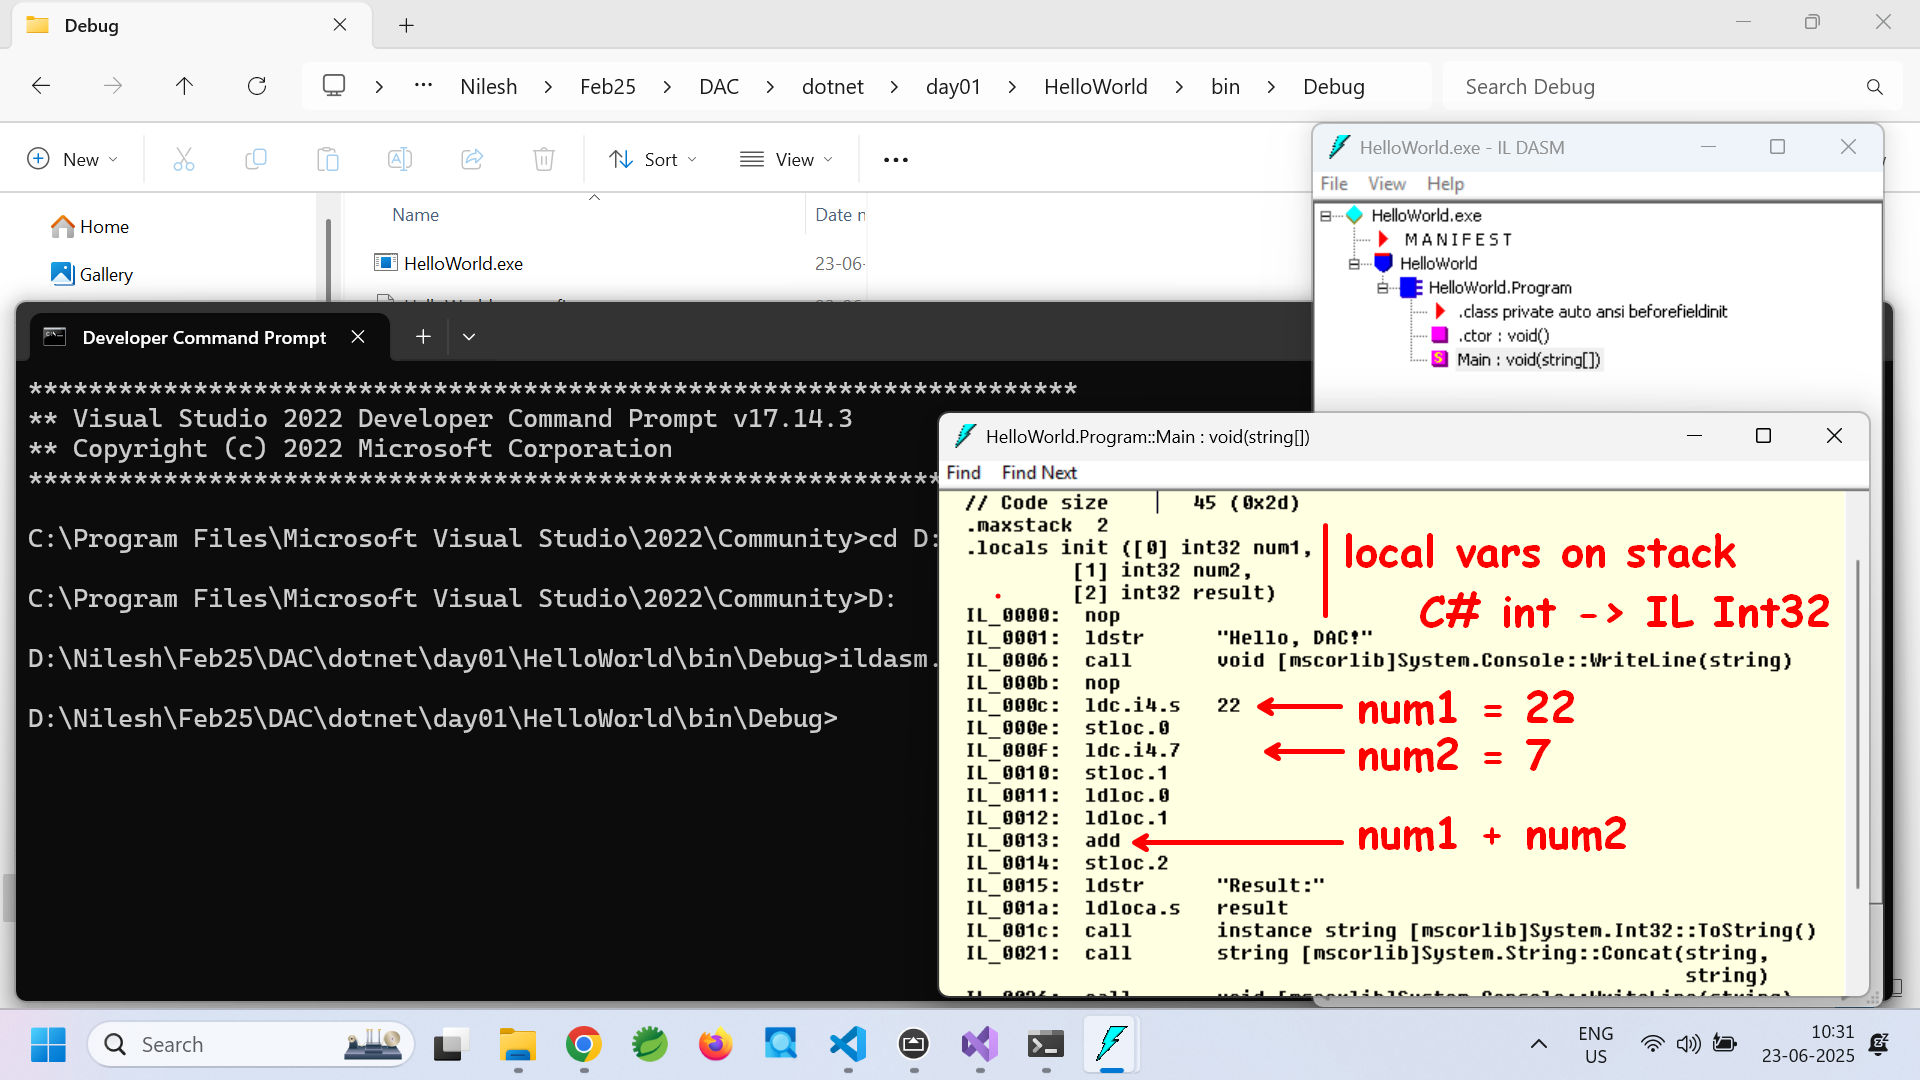 Debug
Nilesh Feb25 DAC dotnet day01 HelloWorld bin Debug
Search Debug
New Sort View
Home
Gallery
Name Date
HelloWorld.exe 23-06-
HelloWorld.exe - IL DASM
File View Help
HelloWorld.exe
MANIFEST
HelloWorld
HelloWorld.Program
.class private auto ansi beforefieldinit
.ctor : void()
Main : void(string[])
Developer Command Prompt
**********************************************************************
** Visual Studio 2022 Developer Command Prompt v17.14.3
** Copyright (c) 2022 Microsoft Corporation
**********************************************************************
C:\Program Files\Microsoft Visual Studio\2022\Community>cd D:
C:\Program Files\Microsoft Visual Studio\2022\Community>D:
D:\Nilesh\Feb25\DAC\dotnet\day01\HelloWorld\bin\Debug>ildasm.
D:\Nilesh\Feb25\DAC\dotnet\day01\HelloWorld\bin\Debug>
HelloWorld.Program::Main : void(string[])
Find Find Next
// Code size 45 (0x2d)
.maxstack 2
.locals init ([0] int32 num1,
[1] int32 num2,
[2] int32 result)
IL_0000: nop
IL_0001: ldstr "Hello, DAC!"
IL_0006: call void [mscorlib]System.Console::WriteLine(string)
IL_000b: nop
IL_000c: ldc.i4.s 22
IL_000e: stloc.0
IL_000f: ldc.i4.7
IL_0010: stloc.1
IL_0011: ldloc.0
IL_0012: ldloc.1
IL_0013: add
IL_0014: stloc.2
IL_0015: ldstr "Result:"
IL_001a: ldloca.s result
IL_001c: call instance string [mscorlib]System.Int32::ToString()
IL_0021: call string [mscorlib]System.String::Concat(string,
string)
local vars on stack
C# int -> IL Int32
num1 = 22
num2 = 7
num1 + num2
Search
ENG
US
10:31
23-06-2025